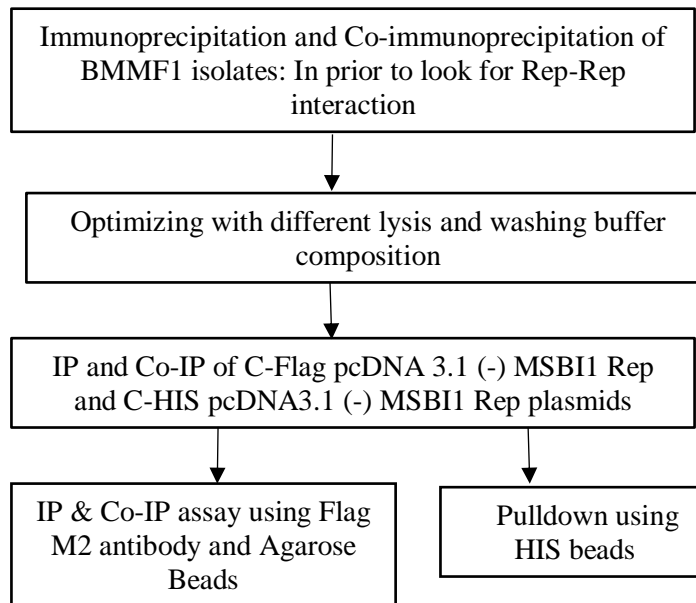 Immunoprecipitation and Co-immunoprecipitation of
BMMF1 isolates: In prior to look for Rep-Rep
interaction
Optimizing with different lysis and washing buffer
composition
IP and Co-IP of C-Flag pcDNA 3.1 (-) MSBI1 Rep
and C-HIS pcDNA3.1 (-) MSBI1 Rep plasmids
IP & Co-IP assay using Flag
M2 antibody and Agarose
Beads
Pulldown using
HIS beads